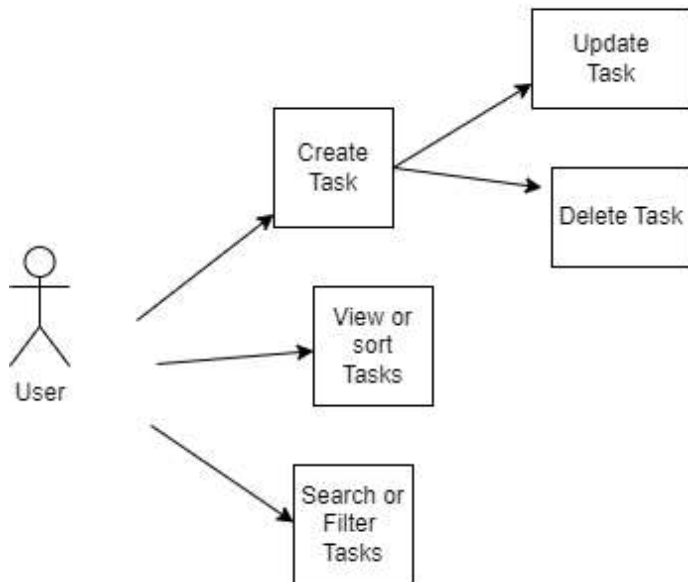 Update
Task
Create
Task
Delete Task
View or
sort
Tasks
User
Search or
Filter
Tasks